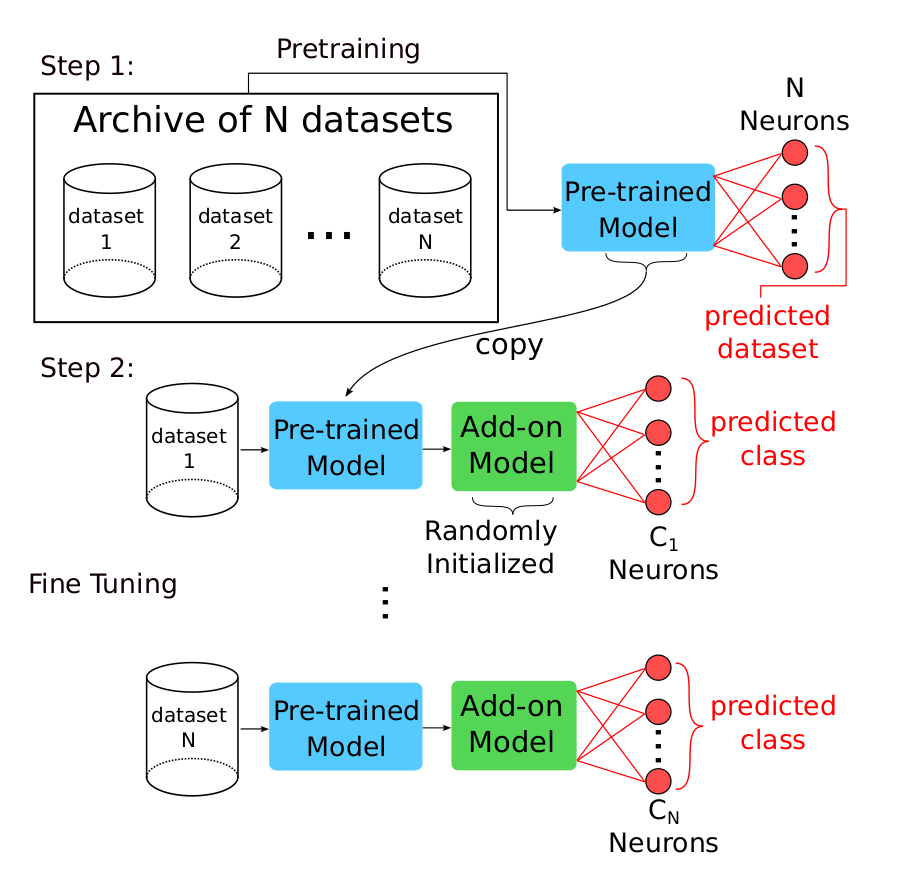 Step 1:
Pretraining
Archive of N datasets
dataset
1
dataset
2
...
dataset
N
Pre-trained
Model
N
Neurons
predicted
dataset
copy
Step 2:
dataset
1
Pre-trained
Model
Add-on
Model
predicted
class
Randomly
Initialized
C₁
Neurons
Fine Tuning
dataset
N
Pre-trained
Model
Add-on
Model
predicted
class
C_N
Neurons